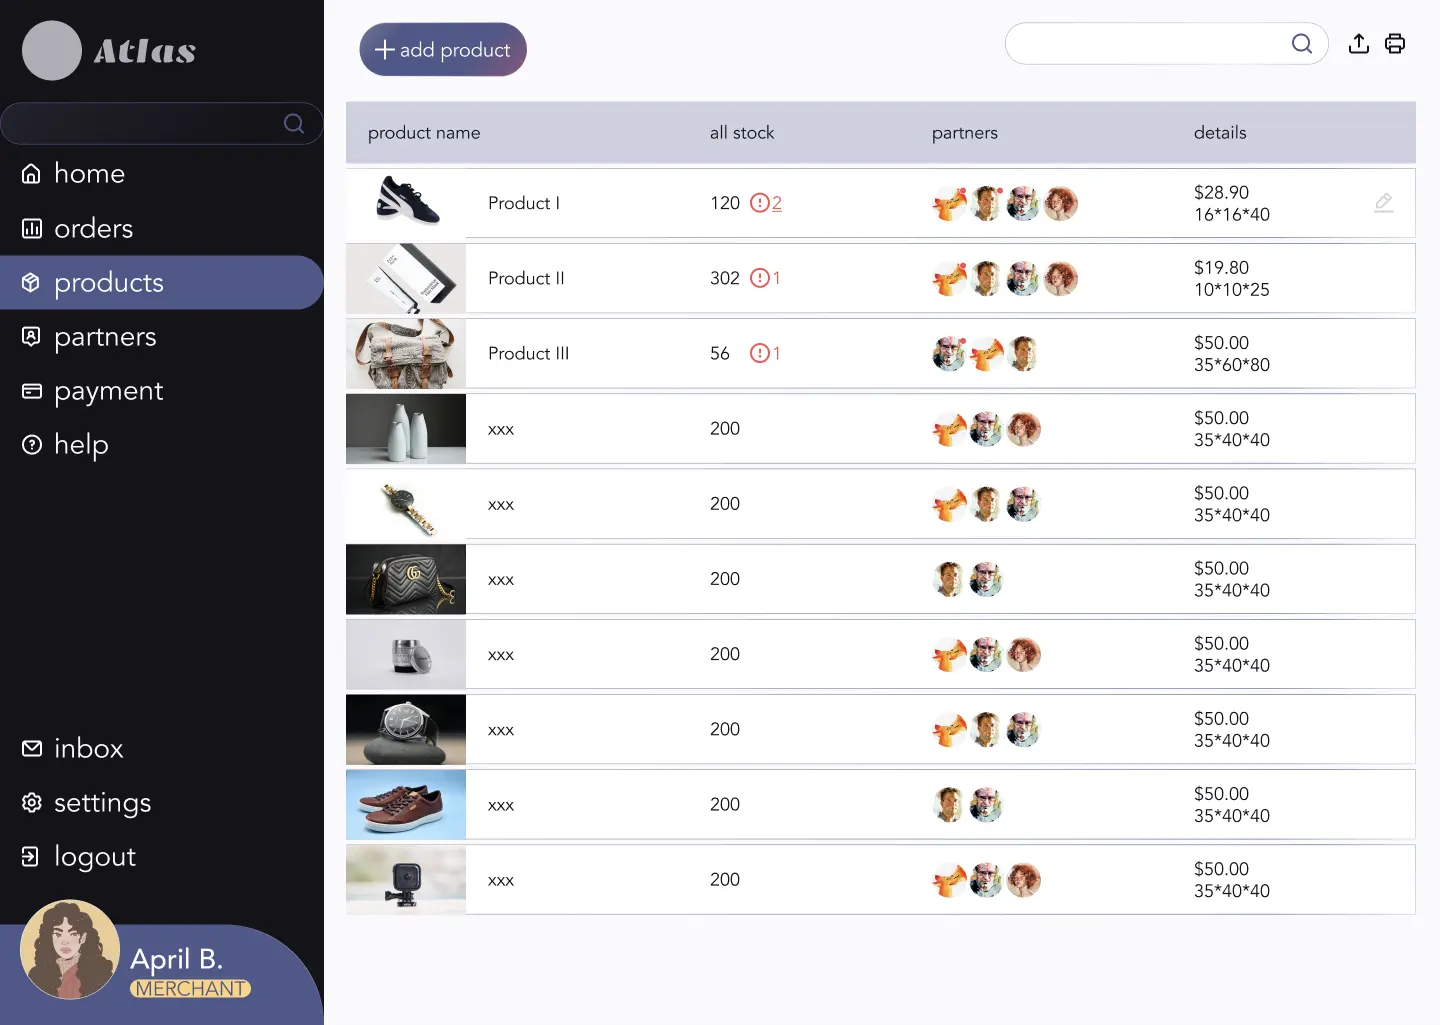 Atlas
home
orders
products
partners
payment
help
inbox
settings
logout
April B.
MERCHANT
add product
product name all stock partners details
Product I 120 2 $28.90
16*16*40
Product II 302 1 $19.80
10*10*25
Product III 56 1 $50.00
35*60*80
xxx 200 $50.00
35*40*40
xxx 200 $50.00
35*40*40
xxx 200 $50.00
35*40*40
xxx 200 $50.00
35*40*40
xxx 200 $50.00
35*40*40
xxx 200 $50.00
35*40*40
xxx 200 $50.00
35*40*40